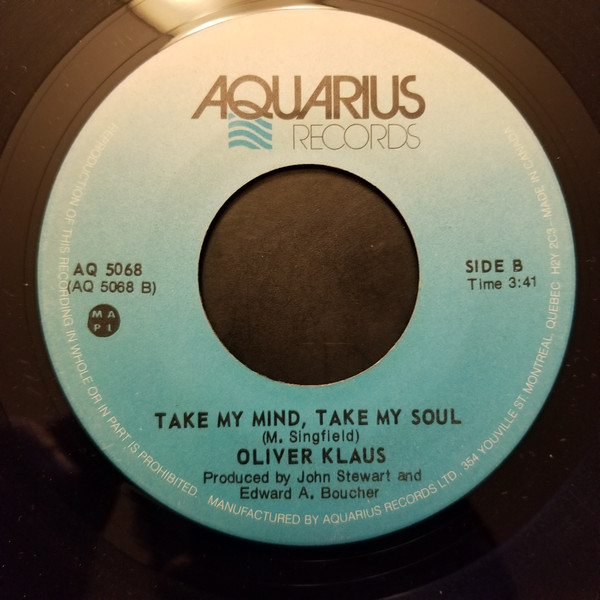 AQUARIUS
RECORDS
AQ 5068
(AQ 5068 B)
MA
PL
SIDE B
Time 3:41
TAKE MY MIND, TAKE MY SOUL
(M. Singfield)
OLIVER KLAUS
Produced by John Stewart and
Edward A. Boucher
REPRODUCTION OF THIS RECORDING IN WHOLE OR IN PART IS PROHIBITED. MANUFACTURED BY AQUARIUS RECORDS LTD. 354 YOUVILLE ST. MONTREAL QUEBEC H2Y 2C3 MADE IN CANADA